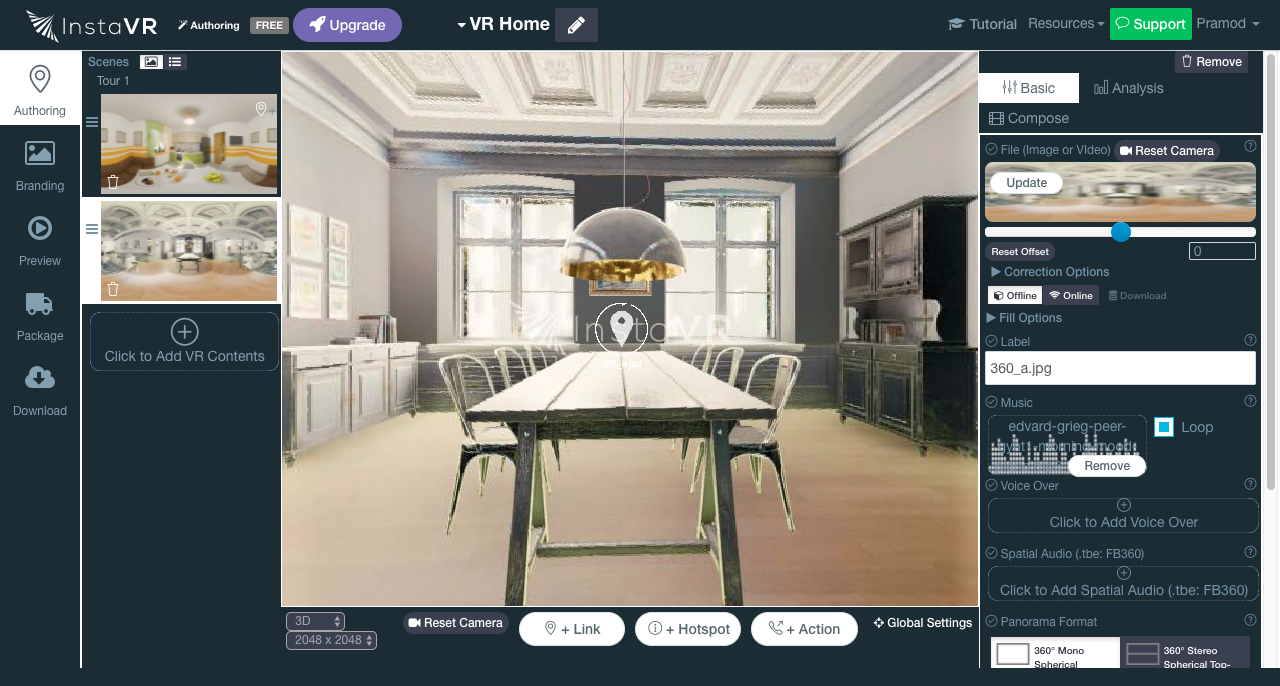 InstaVR
Authoring
FREE
Upgrade
VR Home
Tutorial
Resources
Support
Pramod
Authoring
Branding
Preview
Package
Download
Scenes
Tour 1
Click to Add VR Contents
InstaVR
360_a.jpg
3D
2048 x 2048
Reset Camera
+ Link
+ Hotspot
+ Action
Global Settings
Remove
Basic
Analysis
Compose
File (Image or VIdeo)
Reset Camera
Update
Reset Offset
0
Correction Options
Offline
Online
Download
Fill Options
Label
360_a.jpg
Music
edvard-grieg-peer-
Loop
Remove
Voice Over
Click to Add Voice Over
Spatial Audio (.tbe: FB360)
Click to Add Spatial Audio (.tbe: FB360)
Panorama Format
360° Mono
Spherical
360° Stereo
Spherical Top-